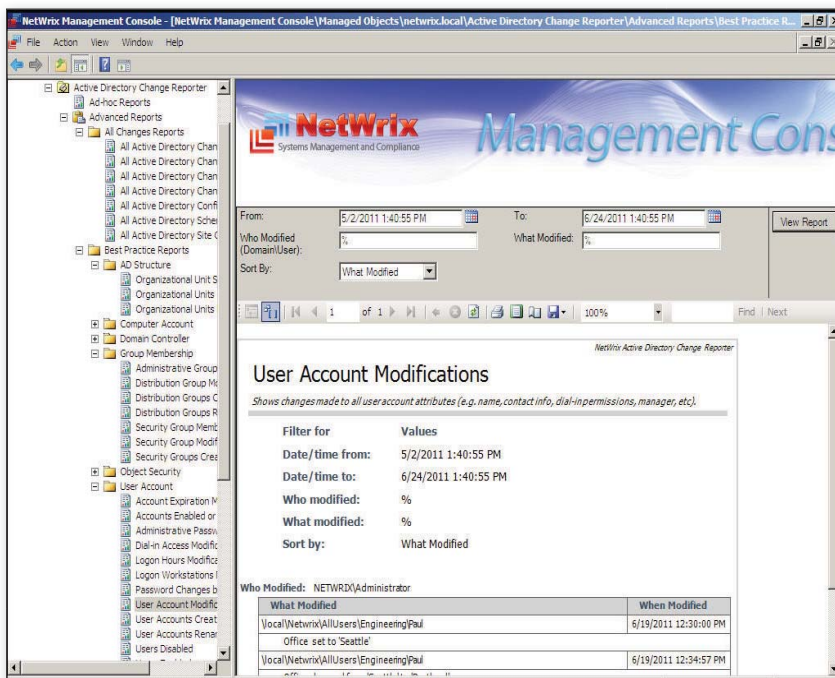 NetWrix Management Console - [NetWrix Management Console\Managed Objects\netwrix.local\Active Directory Change Reporter\Advanced Reports\Best Practice R...
File Action View Window Help
Active Directory Change Reporter
Ad-hoc Reports
Advanced Reports
All Changes Reports
All Active Directory Chan
All Active Directory Chan
All Active Directory Chan
All Active Directory Chan
All Active Directory Confi
All Active Directory Scher
All Active Directory Site C
Best Practice Reports
AD Structure
Organizational Unit S
Organizational Units
Organizational Units
Computer Account
Domain Controller
Group Membership
Administrative Group
Distribution Group Mo
Distribution Groups C
Distribution Groups R
Security Group Memb
Security Group Modif
Security Groups Crea
Object Security
User Account
Account Expiration M
Accounts Enabled or
Administrative Passw
Dial-in Access Modific
Logon Hours Modifica
Logon Workstations
Password Changes b
User Account Modific
User Accounts Creat
User Accounts Renar
Users Disabled
NetWrix
Systems Management and Compliance
Management Cons
From: 5/2/2011 1:40:55 PM To: 6/24/2011 1:40:55 PM View Report
Who Modified (Domain\User): % What Modified: %
Sort By: What Modified
1 of 1 100% Find | Next
NetWrix Active Directory Change Reporter
User Account Modifications
Shows changes made to all user account attributes (e.g. name, contact info, dial-in permissions, manager, etc).
Filter for Values
Date/time from: 5/2/2011 1:40:55 PM
Date/time to: 6/24/2011 1:40:55 PM
Who modified: %
What modified: %
Sort by: What Modified
Who Modified: NETWRIX\Administrator
What Modified When Modified
\local\Netwrix\AllUsers\Engineering\Paul 6/19/2011 12:30:00 PM
Office set to 'Seattle'
\local\Netwrix\AllUsers\Engineering\Paul 6/19/2011 12:34:57 PM